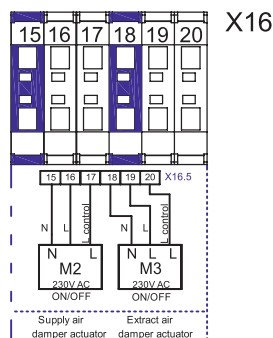 X16
15 16 17 18 19 20
15 16 17 18 19 20 X16.5
N L L control N L L control
N L N L L
M2 M3
230V AC 230V AC
ON/OFF ON/OFF
Supply air Extract air
damper actuator damper actuator